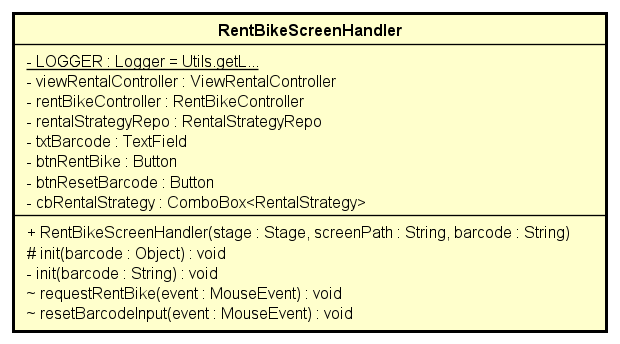 RentBikeScreenHandler
- LOGGER : Logger = Utils.getL...
- viewRentalController : ViewRentalController
- rentBikeController : RentBikeController
- rentalStrategyRepo : RentalStrategyRepo
- txtBarcode : TextField
- btnRentBike : Button
- btnResetBarcode : Button
- cbRentalStrategy : ComboBox<RentalStrategy>
+ RentBikeScreenHandler(stage : Stage, screenPath : String, barcode : String)
# init(barcode : Object) : void
- init(barcode : String) : void
~ requestRentBike(event : MouseEvent) : void
~ resetBarcodeInput(event : MouseEvent) : void